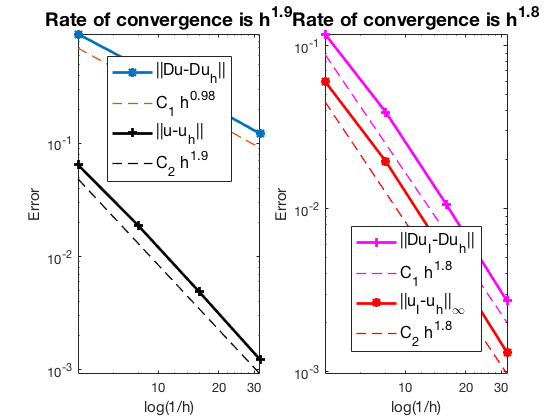 Rate of convergence is h^1.9
Error
10^-1
10^-2
10^-3
||Du-Du_h||
C_1 h^0.98
||u-u_h||
C_2 h^1.9
10
20
30
log(1/h)
Rate of convergence is h^1.8
Error
10^-1
10^-2
10^-3
||Du_I-Du_h||
C_1 h^1.8
||u_I-u_h||_∞
C_2 h^1.8
10
20
30
log(1/h)